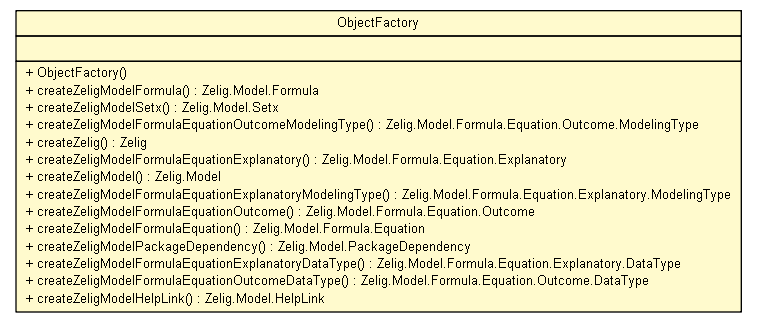 ObjectFactory
+ ObjectFactory()
+ createZeligModelFormula() : Zelig.Model.Formula
+ createZeligModelSetx() : Zelig.Model.Setx
+ createZeligModelFormulaEquationOutcomeModelingType() : Zelig.Model.Formula.Equation.Outcome.ModelingType
+ createZelig() : Zelig
+ createZeligModelFormulaEquationExplanatory() : Zelig.Model.Formula.Equation.Explanatory
+ createZeligModel() : Zelig.Model
+ createZeligModelFormulaEquationExplanatoryModelingType() : Zelig.Model.Formula.Equation.Explanatory.ModelingType
+ createZeligModelFormulaEquationOutcome() : Zelig.Model.Formula.Equation.Outcome
+ createZeligModelFormulaEquation() : Zelig.Model.Formula.Equation
+ createZeligModelPackageDependency() : Zelig.Model.PackageDependency
+ createZeligModelFormulaEquationExplanatoryDataType() : Zelig.Model.Formula.Equation.Explanatory.DataType
+ createZeligModelFormulaEquationOutcomeDataType() : Zelig.Model.Formula.Equation.Outcome.DataType
+ createZeligModelHelpLink() : Zelig.Model.HelpLink